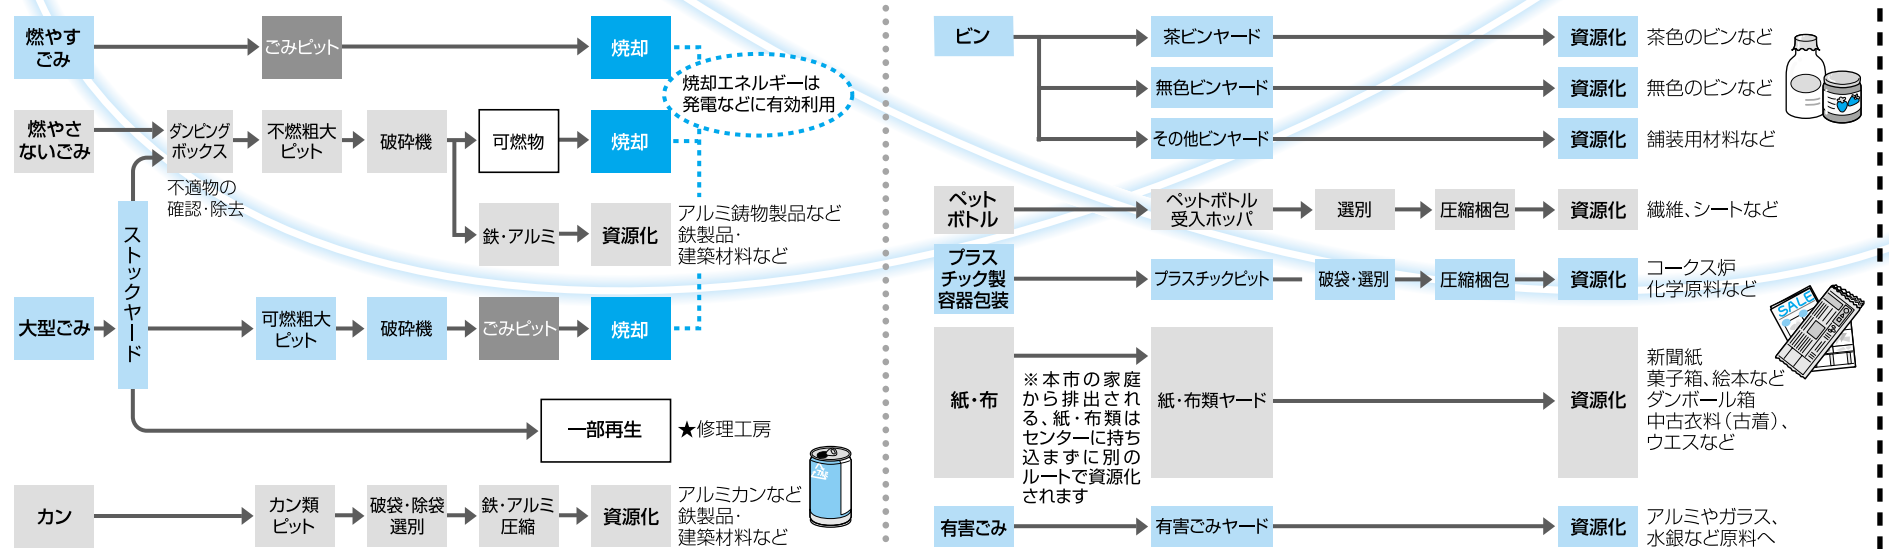 燃やす
ごみ
ごみピット
焼却
焼却エネルギーは
発電などに有効利用
燃やさ
ないごみ
ダンピング
ボックス
不適物の
確認・除去
不燃粗大
ピット
破砕機
可燃物
焼却
鉄・アルミ
資源化
アルミ鋳物製品など
鉄製品・
建築材料など
大型ごみ
ストックヤード
可燃粗大
ピット
破砕機
ごみピット
焼却
一部再生
★修理工房
カン
カン類
ピット
破袋・除袋
選別
鉄・アルミ
圧縮
資源化
アルミカンなど
鉄製品・
建築材料など
ビン
茶ビンヤード
資源化
茶色のビンなど
無色ビンヤード
資源化
無色のビンなど
その他ビンヤード
資源化
舗装用材料など
ペット
ボトル
ペットボトル
受入ホッパ
選別
圧縮梱包
資源化
繊維、シートなど
プラス
チック製
容器包装
プラスチックピット
破袋・選別
圧縮梱包
資源化
コークス炉
化学原料など
SALE
紙・布
※本市の家庭
から排出され
る、紙・布類は
センターに持ち
込まずに別の
ルートで資源化
されます
紙・布類ヤード
資源化
新聞紙
菓子箱、絵本など
ダンボール箱
中古衣料（古着）、
ウエスなど
有害ごみ
有害ごみヤード
資源化
アルミやガラス、
水銀など原料へ